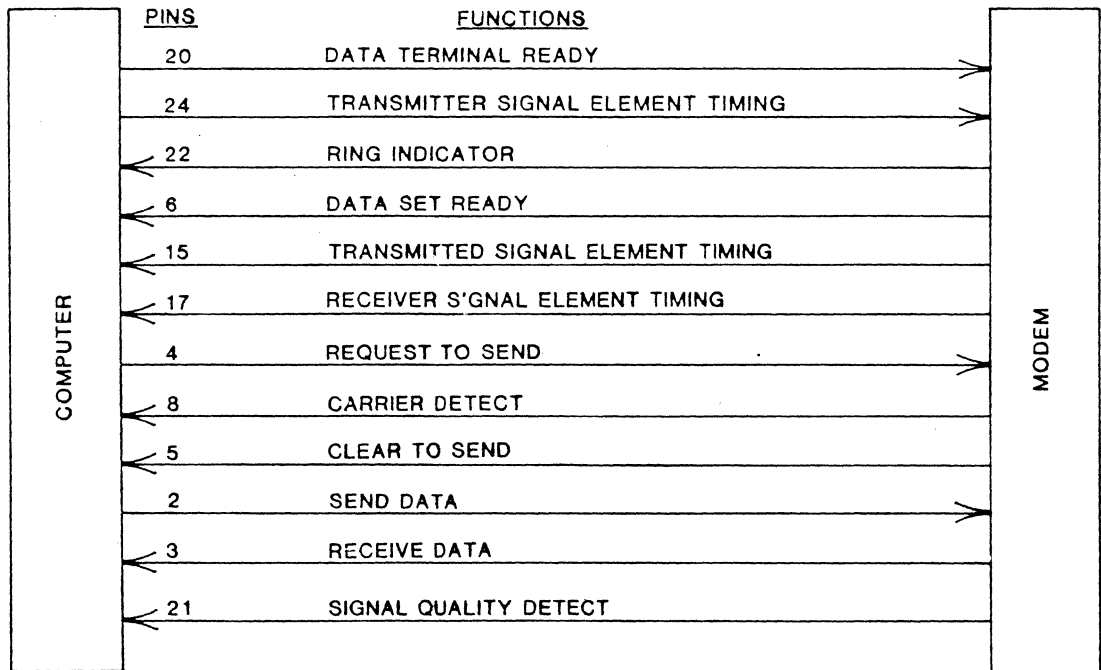 PINS FUNCTIONS
20 DATA TERMINAL READY
24 TRANSMITTER SIGNAL ELEMENT TIMING
22 RING INDICATOR
6 DATA SET READY
15 TRANSMITTED SIGNAL ELEMENT TIMING
17 RECEIVER S'GNAL ELEMENT TIMING
4 REQUEST TO SEND
8 CARRIER DETECT
5 CLEAR TO SEND
2 SEND DATA
3 RECEIVE DATA
21 SIGNAL QUALITY DETECT
COMPUTER
MODEM